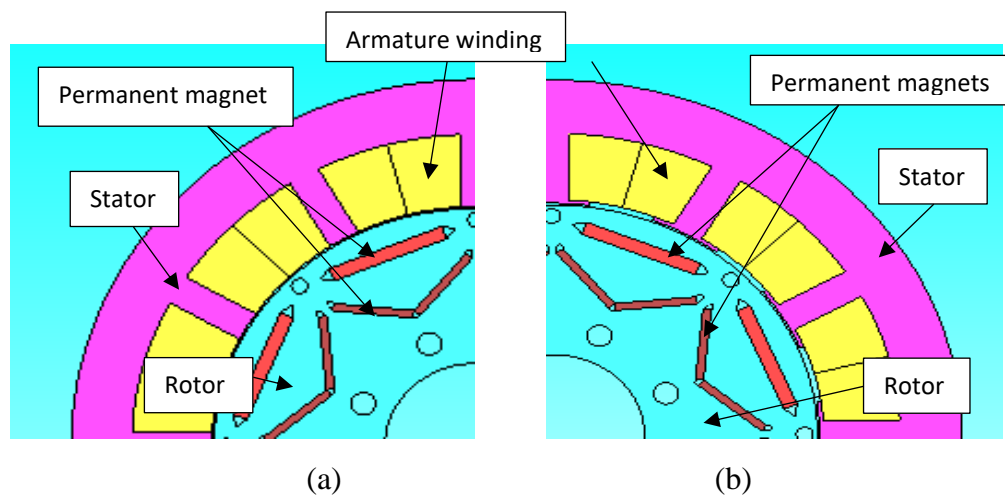 Armature winding
Permanent magnet
Permanent magnets
Stator
Stator
Rotor
Rotor
(a)
(b)